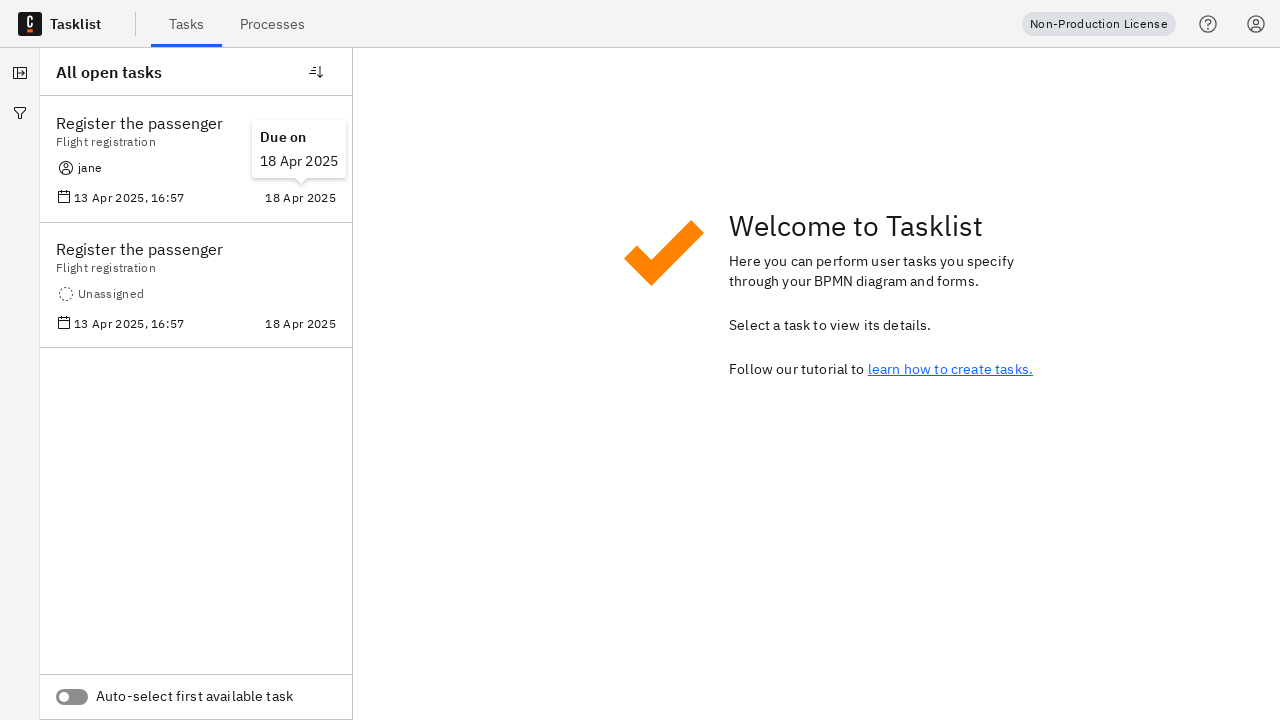 Tasklist
Tasks
Processes
Non-Production License
All open tasks
Register the passenger
Flight registration
Due on
18 Apr 2025
jane
13 Apr 2025, 16:57
18 Apr 2025
Register the passenger
Flight registration
Unassigned
13 Apr 2025, 16:57
18 Apr 2025
Auto-select first available task
Welcome to Tasklist
Here you can perform user tasks you specify
through your BPMN diagram and forms.
Select a task to view its details.
Follow our tutorial to learn how to create tasks.